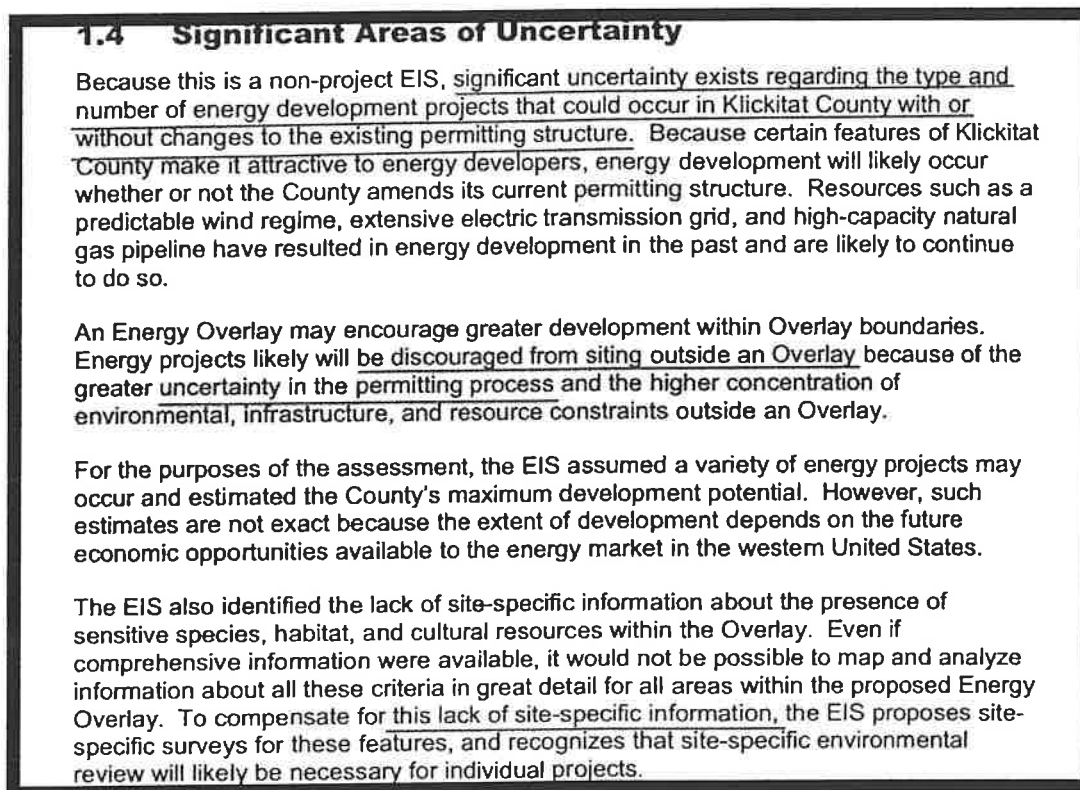 1.4 Significant Areas of Uncertainty
Because this is a non-project EIS, significant uncertainty exists regarding the type and
number of energy development projects that could occur in Klickitat County with or
without changes to the existing permitting structure. Because certain features of Klickitat
County make it attractive to energy developers, energy development will likely occur
whether or not the County amends its current permitting structure. Resources such as a
predictable wind regime, extensive electric transmission grid, and high-capacity natural
gas pipeline have resulted in energy development in the past and are likely to continue
to do so.
An Energy Overlay may encourage greater development within Overlay boundaries.
Energy projects likely will be discouraged from siting outside an Overlay because of the
greater uncertainty in the permitting process and the higher concentration of
environmental, infrastructure, and resource constraints outside an Overlay.
For the purposes of the assessment, the EIS assumed a variety of energy projects may
occur and estimated the County's maximum development potential. However, such
estimates are not exact because the extent of development depends on the future
economic opportunities available to the energy market in the western United States.
The EIS also identified the lack of site-specific information about the presence of
sensitive species, habitat, and cultural resources within the Overlay. Even if
comprehensive information were available, it would not be possible to map and analyze
information about all these criteria in great detail for all areas within the proposed Energy
Overlay. To compensate for this lack of site-specific information, the EIS proposes site-
specific surveys for these features, and recognizes that site-specific environmental
review will likely be necessary for individual projects.